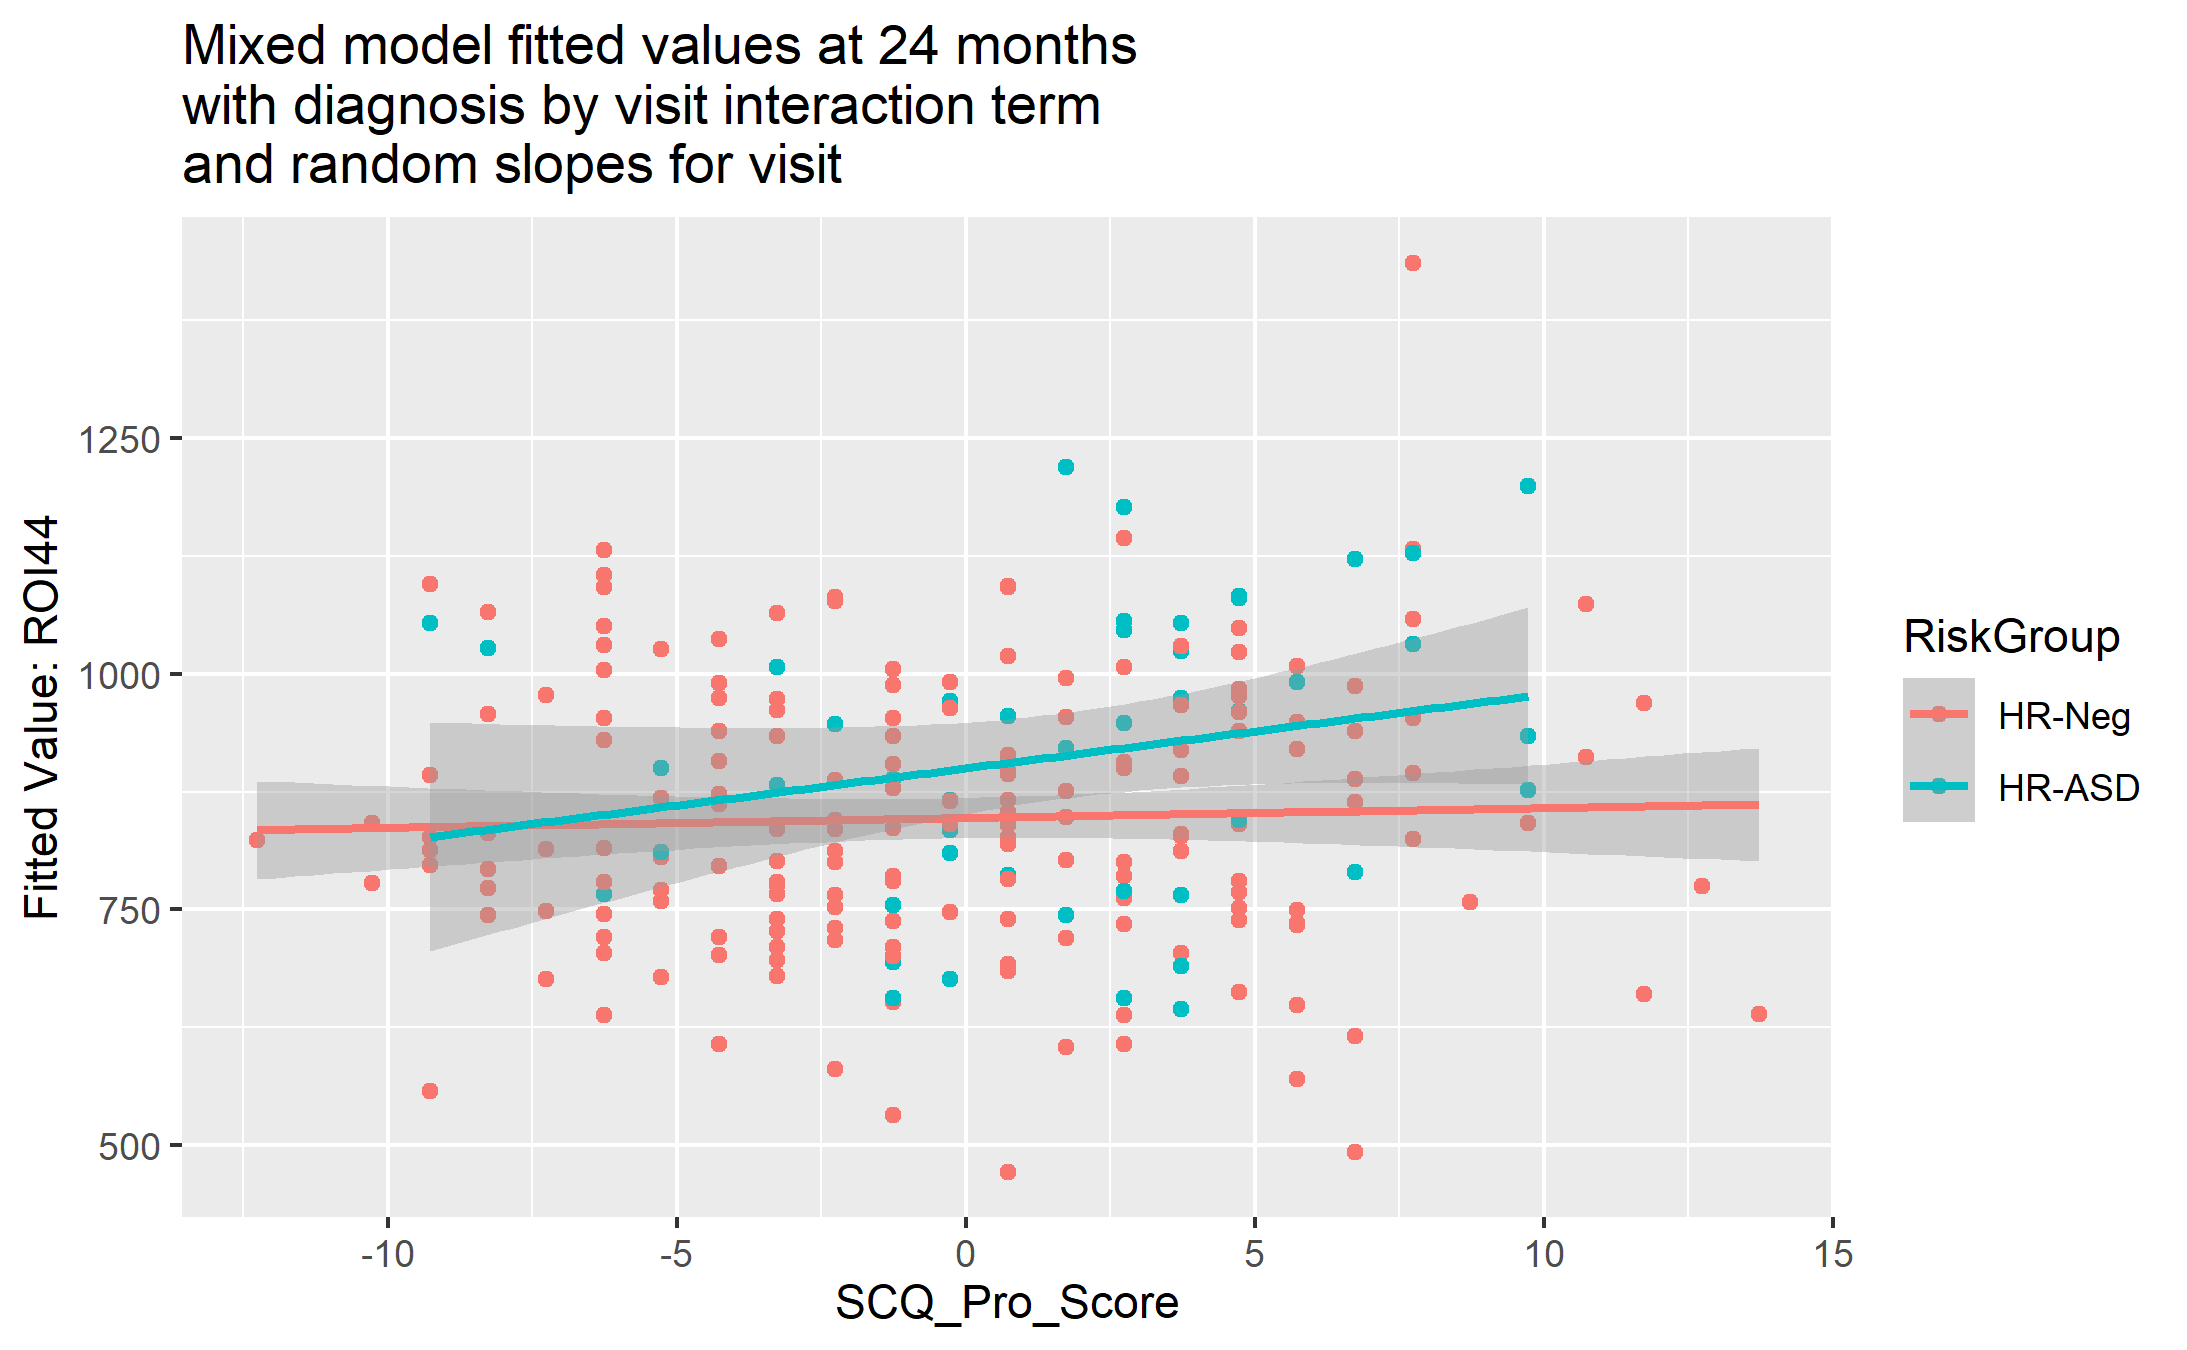 Mixed model fitted values at 24 months
with diagnosis by visit interaction term
and random slopes for visit
Fitted Value: ROI44
1250
1000
750
500
-10
-5
0
5
10
15
SCQ_Pro_Score
RiskGroup
HR-Neg
HR-ASD